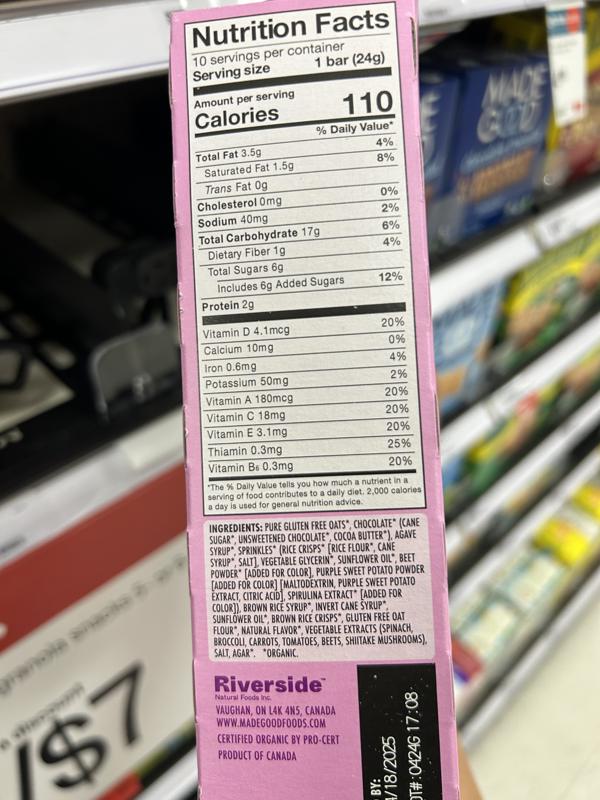 Nutrition Facts
10 servings per container
Serving size 1 bar (24g)
Amount per serving
Calories 110
% Daily Value*
Total Fat 3.5g 4%
Saturated Fat 1.5g 8%
Trans Fat 0g
Cholesterol 0mg 0%
Sodium 40mg 2%
Total Carbohydrate 17g 6%
Dietary Fiber 1g 4%
Total Sugars 6g
Includes 6g Added Sugars 12%
Protein 2g
Vitamin D 4.1mcg 20%
Calcium 10mg 0%
Iron 0.6mg 4%
Potassium 50mg 2%
Vitamin A 180mcg 20%
Vitamin C 18mg 20%
Vitamin E 3.1mg 20%
Thiamin 0.3mg 25%
Vitamin B6 0.3mg 20%
*The % Daily Value tells you how much a nutrient in a
serving of food contributes to a daily diet. 2,000 calories
a day is used for general nutrition advice.
INGREDIENTS: PURE GLUTEN FREE OATS*, CHOCOLATE* (CANE
SUGAR*, UNSWEETENED CHOCOLATE*, COCOA BUTTER*), AGAVE
SYRUP*, SPRINKLES* (RICE CRISPS* [RICE FLOUR*, CANE
SYRUP*, SALT], VEGETABLE GLYCERIN*, SUNFLOWER OIL*, BEET
POWDER* [ADDED FOR COLOR], PURPLE SWEET POTATO POWDER
[ADDED FOR COLOR] [MALTODEXTRIN, PURPLE SWEET POTATO
EXTRACT, CITRIC ACID], SPIRULINA EXTRACT* [ADDED FOR
COLOR]), BROWN RICE SYRUP*, INVERT CANE SYRUP*,
SUNFLOWER OIL*, BROWN RICE CRISPS*, GLUTEN FREE OAT
FLOUR*, NATURAL FLAVOR*, VEGETABLE EXTRACTS (SPINACH,
BROCCOLI, CARROTS, TOMATOES, BEETS, SHIITAKE MUSHROOMS),
SALT, AGAR*. *ORGANIC.
Riverside™
Natural Foods Inc.
VAUGHAN, ON L4K 4N5, CANADA
WWW.MADEGOODFOODS.COM
CERTIFIED ORGANIC BY PRO-CERT
PRODUCT OF CANADA
BY:
/18/2025
OT#:0424G 17:08
MADE
GOOD
/$7